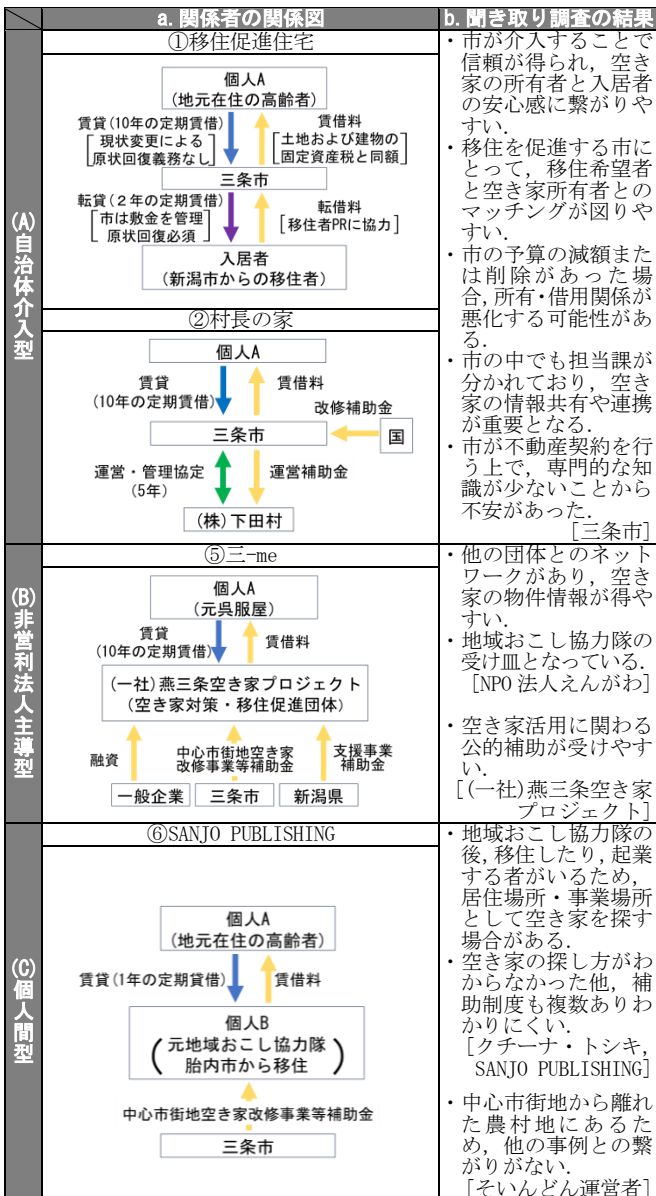 a. 関係者の関係図
b. 聞き取り調査の結果
(A)自治体介入型
①移住促進住宅
個人A
(地元在住の高齢者)
賃貸(10年の定期賃借)
現状変更による
原状回復義務なし
賃借料
土地および建物の
固定資産税と同額
三条市
転貸(2年の定期賃借)
市は敷金を管理
原状回復必須
転借料
[移住者PRに協力]
入居者
(新潟市からの移住者)
②村長の家
個人A
賃貸
(10年の定期賃借)
賃借料
改修補助金
三条市
国
運営・管理協定
(5年)
運営補助金
(株)下田村
・市が介入することで
信頼が得られ,空き
家の所有者と入居者
の安心感に繋がりや
すい.
・移住を促進する市に
とって,移住希望者
と空き家所有者との
マッチングが図りや
すい.
・市の予算の減額また
は削除があった場
合,所有・借用関係が
悪化する可能性があ
る.
・市の中でも担当課が
分かれており,空き
家の情報共有や連携
が重要となる.
・市が不動産契約を行
う上で,専門的な知
識が少ないことから
不安があった.
[三条市]
(B)非営利法人主導型
⑤三-me
個人A
(元呉服屋)
賃貸
(10年の定期賃借)
賃借料
(一社)燕三条空き家プロジェクト
(空き家対策・移住促進団体)
融資
中心市街地空き家
改修事業等補助金
支援事業
補助金
一般企業
三条市
新潟県
・他の団体とのネット
ワークがあり,空き
家の物件情報が得や
すい.
・地域おこし協力隊の
受け皿となっている.
[NPO法人えんがわ]
・空き家活用に関わる
公的補助が受けやす
い.
[(一社)燕三条空き家
プロジェクト]
(C)個人間型
⑥SANJO PUBLISHING
個人A
(地元在住の高齢者)
賃貸(1年の定期貸借)
賃借料
個人B
元地域おこし協力隊
胎内市から移住
中心市街地空き家改修事業等補助金
三条市
・地域おこし協力隊の
後,移住したり,起業
する者がいるため,
居住場所・事業場所
として空き家を探す
場合がある.
・空き家の探し方がわ
からなかった他,補
助制度も複数ありわ
かりにくい.
[クチーナ・トシキ,
SANJO PUBLISHING]
・中心市街地から離れ
た農村地にあるた
め,他の事例との繋
がりがない.
[そいんどん運営者]